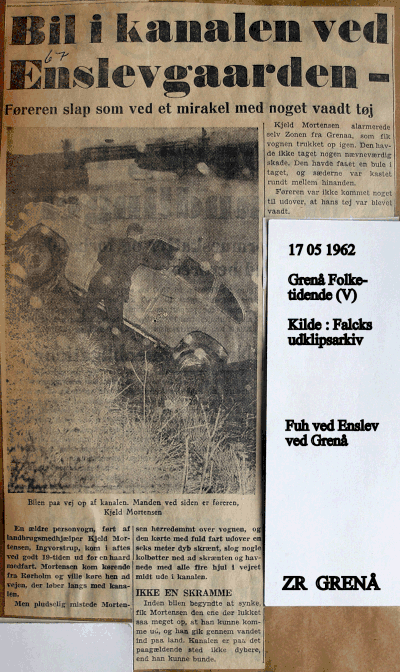 Bil i kanalen ved
67
Enslevgaarden –
Føreren slap som ved et mirakel med noget vaadt tøj
Kjeld Mortensen alarmerede
selv Zonen fra Grenaa, som fik
vognen trukket op igen. Den hav-
de ikke taget nogen nævneværdig
skade. Den havde faaet en bule i
taget, og sæderne var kastet
rundt mellem hinanden.
Føreren var ikke kommet noget
til udover, at hans tøj var blevet
vaadt.
17 05 1962
Grenå Folke-
tidende (V)
Kilde : Falcks
udklipsarkiv
Fuh ved Enslev
ved Grenå
ZR GRENÅ
Bilen paa vej op af kanalen. Manden ved siden er føreren,
Kjeld Mortensen
En ældre personvogn, ført af
landbrugsmedhjælper Kjeld Mor-
tensen, Ingvorstrup, kom i aftes
ved godt 19-tiden ud for en haard
medfart. Mortensen kom kørende
fra Rørholm og ville køre hen ad
vejen, der løber langs med kana-
len.
Men pludselig mistede Morten-
sen herredømmet over vognen, og
den kørte med fuld fart udover en
seks meter dyb skrænt, slog nogle
kolbøtter ned ad skrænten og hav-
nede med alle fire hjul i vejret
midt ude i kanalen.
IKKE EN SKRAMME
Inden bilen begyndte at synke,
fik Mortensen den ene dør lukket
saa meget op, at han kunne kom-
me ud, og han gik gennem vandet
ind paa land. Kanalen er paa det
paagældende sted ikke dybere,
end han kunne bunde.